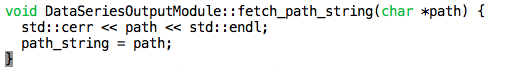 void DataSeriesOutputModule::fetch_path_string(char *path) {
  std::cerr << path << std::endl;
  path_string = path;
}